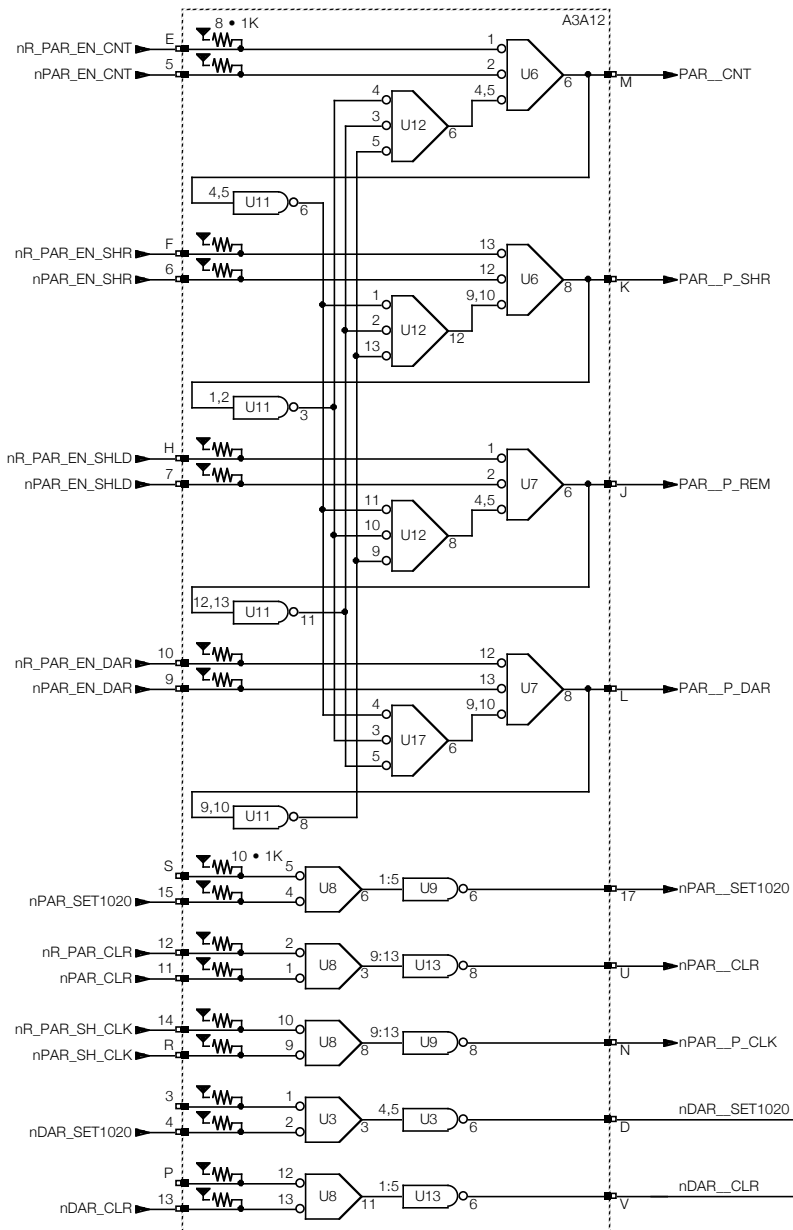 8 • 1K
A3A12
E
nR_PAR_EN_CNT
1
5
nPAR_EN_CNT
2
U6
6
M
PAR__CNT
4
4,5
3
U12
6
5
4,5
U11
6
F
nR_PAR_EN_SHR
13
6
nPAR_EN_SHR
12
U6
8
K
PAR__P_SHR
1
9,10
2
U12
12
13
1,2
U11
3
H
nR_PAR_EN_SHLD
1
7
nPAR_EN_SHLD
2
U7
6
J
PAR__P_REM
11
4,5
10
U12
8
9
12,13
U11
11
10
nR_PAR_EN_DAR
12
9
nPAR_EN_DAR
13
U7
8
L
PAR__P_DAR
4
9,10
3
U17
6
5
9,10
U11
8
10 • 1K
S
5
1:5
15
nPAR_SET1020
4
U8
6
U9
6
17
nPAR__SET1020
12
nR_PAR_CLR
2
9:13
11
nPAR_CLR
1
U8
3
U13
8
U
nPAR__CLR
14
nR_PAR_SH_CLK
10
9:13
R
nPAR_SH_CLK
9
U8
8
U9
8
N
nPAR__P_CLK
3
1
4,5
nDAR__SET1020
4
nDAR_SET1020
2
U3
3
U3
6
D
P
12
1:5
nDAR__CLR
13
nDAR_CLR
13
U8
11
U13
6
V